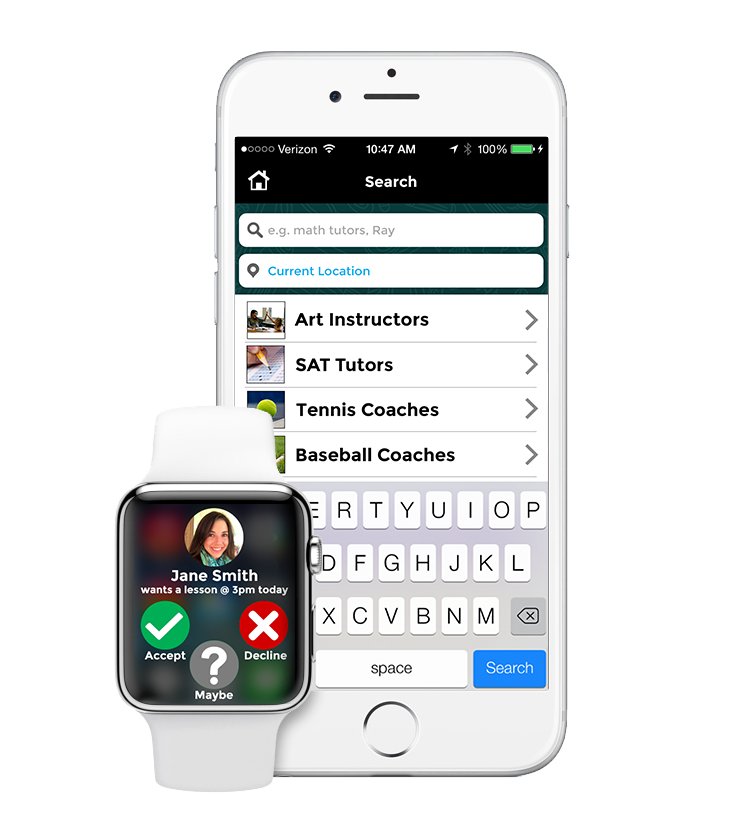 Verizon 10:47 AM 100%
Search
e.g. math tutors, Ray
Current Location
Art Instructors
SAT Tutors
Tennis Coaches
Baseball Coaches
E R T Y U I O P
D F G H J K L
X C V B N M
space Search
Jane Smith
wants a lesson @ 3pm today
Accept Decline
?
Maybe